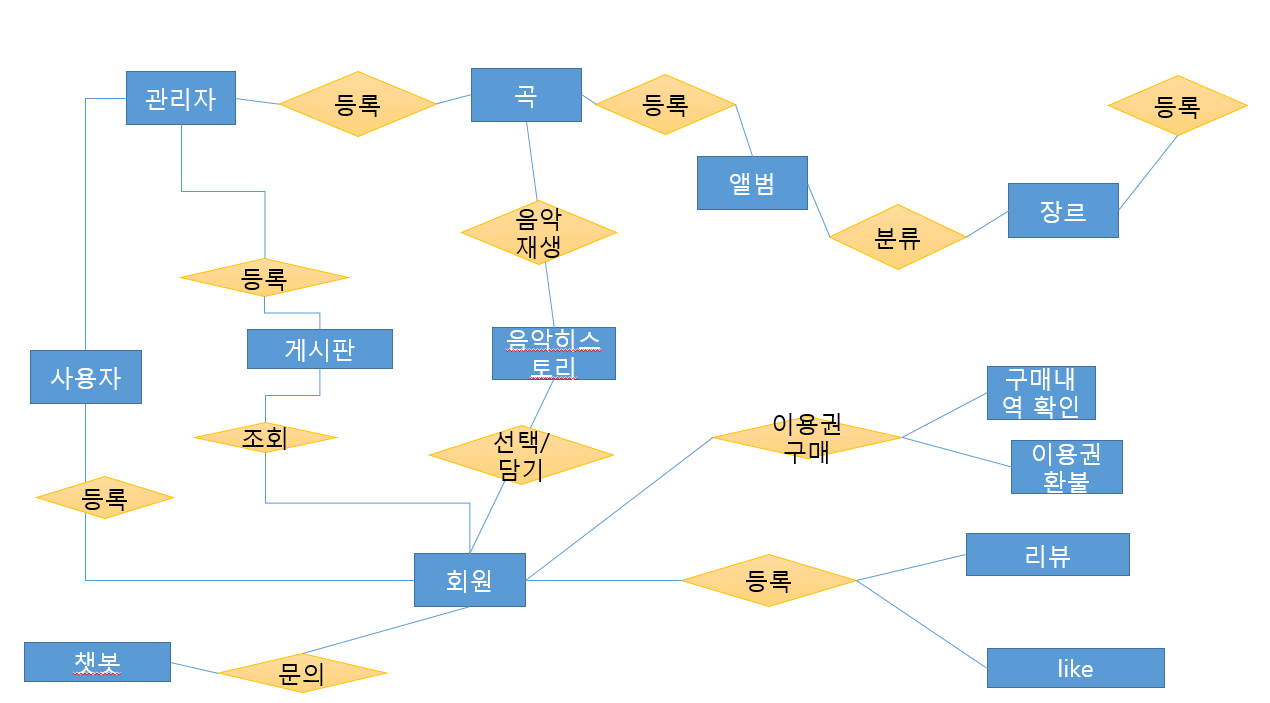 관리자
등록
곡
등록
등록
앨범
장르
음악
재생
분류
등록
게시판
음악히스
토리
사용자
구매내
역 확인
조회
선택/
담기
이용권
구매
이용권
환불
등록
리뷰
회원
등록
챗봇
문의
like